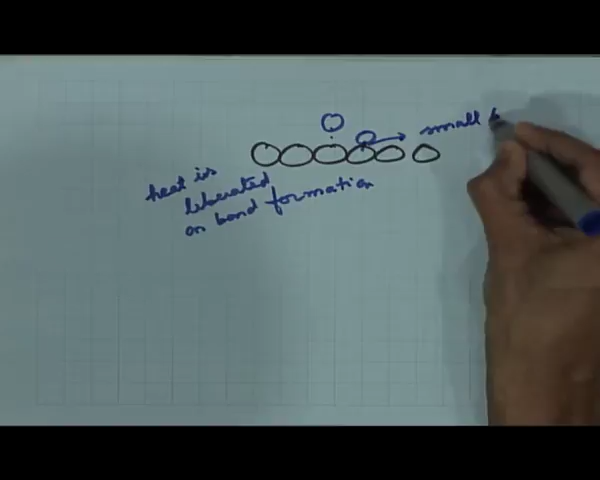 small
heat is
liberated
on bond formation